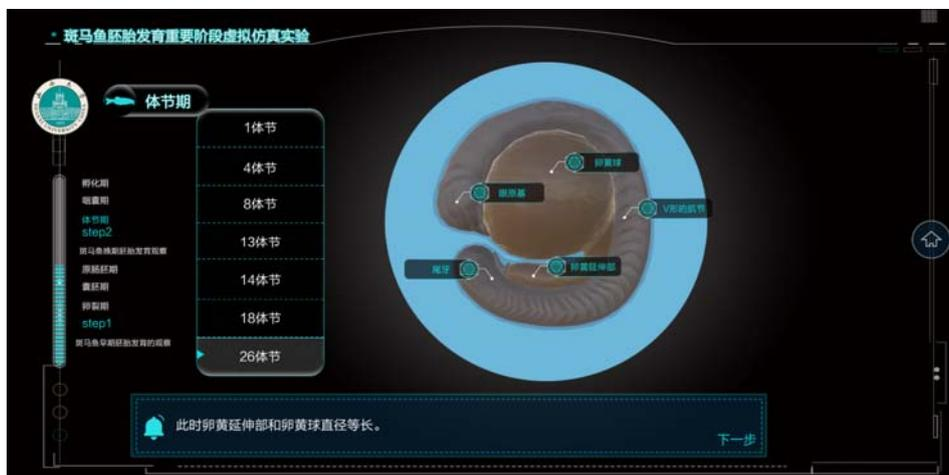 斑马鱼胚胎发育重要阶段虚拟仿真实验
体节期
1体节
4体节
8体节
13体节
14体节
18体节
26体节
孵化期
咽囊期
体节期
step2
斑马鱼晚期胚胎发育观察
原肠胚期
囊胚期
卵裂期
step1
斑马鱼早期胚胎发育的观察
卵黄球
眼原基
V形的肌节
尾牙
卵黄延伸部
此时卵黄延伸部和卵黄球直径等长。
下一步